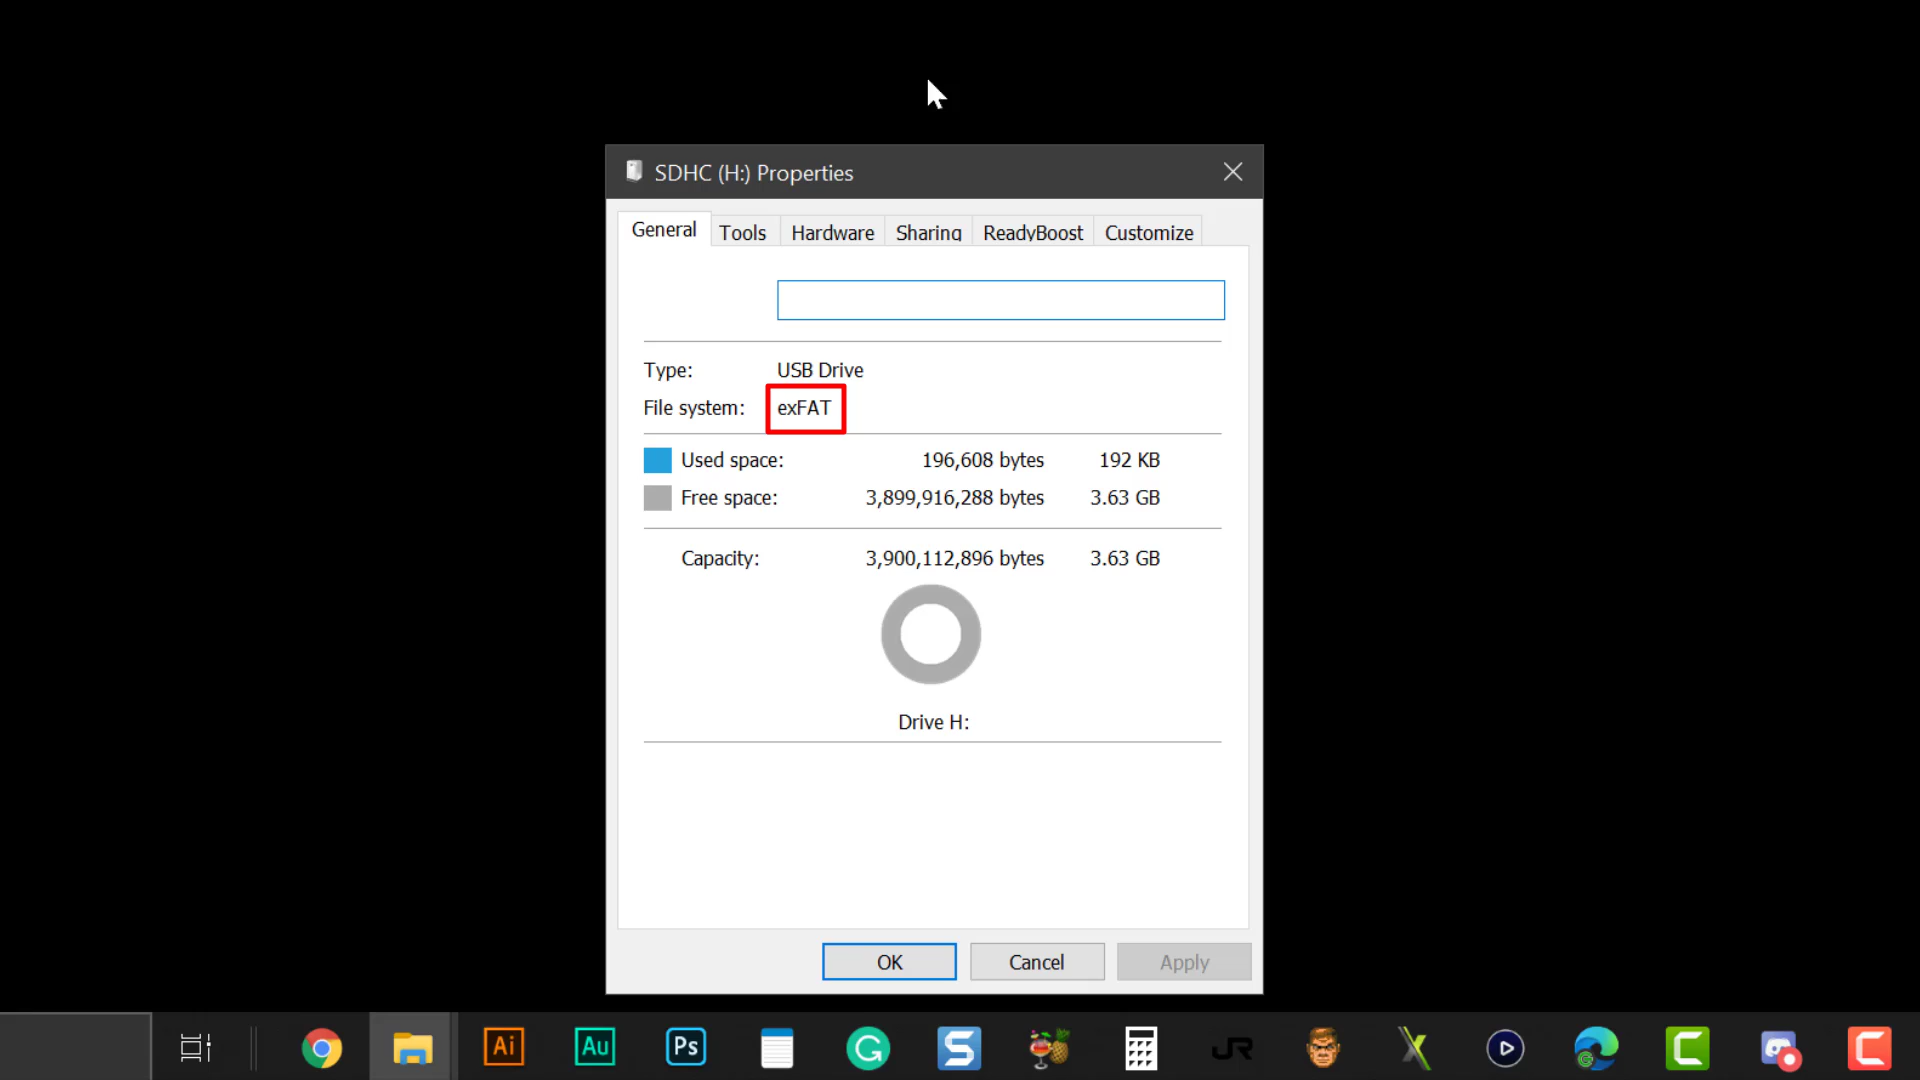 SDHC (H:) Properties
General Tools Hardware Sharing ReadyBoost Customize
Type: USB Drive
File system: exFAT
Used space: 196,608 bytes 192 KB
Free space: 3,899,916,288 bytes 3.63 GB
Capacity: 3,900,112,896 bytes 3.63 GB
Drive H:
OK Cancel Apply
Ai Au Ps G S JR X C C